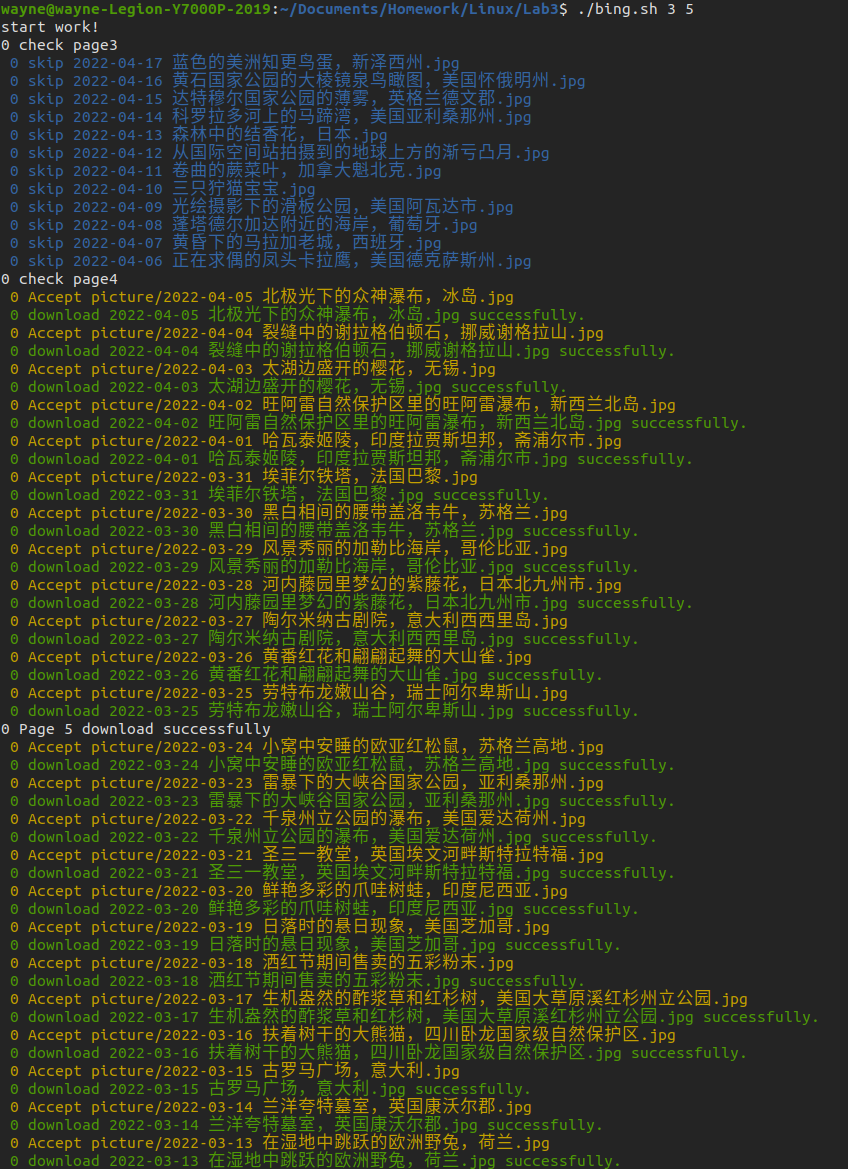 wayne@wayne-Legion-Y7000P-2019:~/Documents/Homework/Linux/Lab3$ ./bing.sh 3 5
start work!
0 check page3
0 skip 2022-04-17 蓝色的美洲知更鸟蛋，新泽西州.jpg
0 skip 2022-04-16 黄石国家公园的大棱镜泉鸟瞰图，美国怀俄明州.jpg
0 skip 2022-04-15 达特穆尔国家公园的薄雾，英格兰德文郡.jpg
0 skip 2022-04-14 科罗拉多河上的马蹄湾，美国亚利桑那州.jpg
0 skip 2022-04-13 森林中的结香花，日本.jpg
0 skip 2022-04-12 从国际空间站拍摄到的地球上方的渐亏凸月.jpg
0 skip 2022-04-11 卷曲的蕨菜叶，加拿大魁北克.jpg
0 skip 2022-04-10 三只狞猫宝宝.jpg
0 skip 2022-04-09 光绘摄影下的滑板公园，美国阿瓦达市.jpg
0 skip 2022-04-08 蓬塔德尔加达附近的海岸，葡萄牙.jpg
0 skip 2022-04-07 黄昏下的马拉加老城，西班牙.jpg
0 skip 2022-04-06 正在求偶的凤头卡拉鹰，美国德克萨斯州.jpg
0 check page4
0 Accept picture/2022-04-05 北极光下的众神瀑布，冰岛.jpg
0 download 2022-04-05 北极光下的众神瀑布，冰岛.jpg successfully.
0 Accept picture/2022-04-04 裂缝中的谢拉格伯顿石，挪威谢格拉山.jpg
0 download 2022-04-04 裂缝中的谢拉格伯顿石，挪威谢格拉山.jpg successfully.
0 Accept picture/2022-04-03 太湖边盛开的樱花，无锡.jpg
0 download 2022-04-03 太湖边盛开的樱花，无锡.jpg successfully.
0 Accept picture/2022-04-02 旺阿雷自然保护区里的旺阿雷瀑布，新西兰北岛.jpg
0 download 2022-04-02 旺阿雷自然保护区里的旺阿雷瀑布，新西兰北岛.jpg successfully.
0 Accept picture/2022-04-01 哈瓦泰姬陵，印度拉贾斯坦邦，斋浦尔市.jpg
0 download 2022-04-01 哈瓦泰姬陵，印度拉贾斯坦邦，斋浦尔市.jpg successfully.
0 Accept picture/2022-03-31 埃菲尔铁塔，法国巴黎.jpg
0 download 2022-03-31 埃菲尔铁塔，法国巴黎.jpg successfully.
0 Accept picture/2022-03-30 黑白相间的腰带盖洛韦牛，苏格兰.jpg
0 download 2022-03-30 黑白相间的腰带盖洛韦牛，苏格兰.jpg successfully.
0 Accept picture/2022-03-29 风景秀丽的加勒比海岸，哥伦比亚.jpg
0 download 2022-03-29 风景秀丽的加勒比海岸，哥伦比亚.jpg successfully.
0 Accept picture/2022-03-28 河内藤园里梦幻的紫藤花，日本北九州市.jpg
0 download 2022-03-28 河内藤园里梦幻的紫藤花，日本北九州市.jpg successfully.
0 Accept picture/2022-03-27 陶尔米纳古剧院，意大利西西里岛.jpg
0 download 2022-03-27 陶尔米纳古剧院，意大利西西里岛.jpg successfully.
0 Accept picture/2022-03-26 黄番红花和翩翩起舞的大山雀.jpg
0 download 2022-03-26 黄番红花和翩翩起舞的大山雀.jpg successfully.
0 Accept picture/2022-03-25 劳特布龙嫩山谷，瑞士阿尔卑斯山.jpg
0 download 2022-03-25 劳特布龙嫩山谷，瑞士阿尔卑斯山.jpg successfully.
0 Page 5 download successfully
0 Accept picture/2022-03-24 小窝中安睡的欧亚红松鼠，苏格兰高地.jpg
0 download 2022-03-24 小窝中安睡的欧亚红松鼠，苏格兰高地.jpg successfully.
0 Accept picture/2022-03-23 雷暴下的大峡谷国家公园，亚利桑那州.jpg
0 download 2022-03-23 雷暴下的大峡谷国家公园，亚利桑那州.jpg successfully.
0 Accept picture/2022-03-22 千泉州立公园的瀑布，美国爱达荷州.jpg
0 download 2022-03-22 千泉州立公园的瀑布，美国爱达荷州.jpg successfully.
0 Accept picture/2022-03-21 圣三一教堂，英国埃文河畔斯特拉特福.jpg
0 download 2022-03-21 圣三一教堂，英国埃文河畔斯特拉特福.jpg successfully.
0 Accept picture/2022-03-20 鲜艳多彩的爪哇树蛙，印度尼西亚.jpg
0 download 2022-03-20 鲜艳多彩的爪哇树蛙，印度尼西亚.jpg successfully.
0 Accept picture/2022-03-19 日落时的悬日现象，美国芝加哥.jpg
0 download 2022-03-19 日落时的悬日现象，美国芝加哥.jpg successfully.
0 Accept picture/2022-03-18 洒红节期间售卖的五彩粉末.jpg
0 download 2022-03-18 洒红节期间售卖的五彩粉末.jpg successfully.
0 Accept picture/2022-03-17 生机盎然的酢浆草和红杉树，美国大草原溪红杉州立公园.jpg
0 download 2022-03-17 生机盎然的酢浆草和红杉树，美国大草原溪红杉州立公园.jpg successfully.
0 Accept picture/2022-03-16 扶着树干的大熊猫，四川卧龙国家级自然保护区.jpg
0 download 2022-03-16 扶着树干的大熊猫，四川卧龙国家级自然保护区.jpg successfully.
0 Accept picture/2022-03-15 古罗马广场，意大利.jpg
0 download 2022-03-15 古罗马广场，意大利.jpg successfully.
0 Accept picture/2022-03-14 兰洋夸特墓室，英国康沃尔郡.jpg
0 download 2022-03-14 兰洋夸特墓室，英国康沃尔郡.jpg successfully.
0 Accept picture/2022-03-13 在湿地中跳跃的欧洲野兔，荷兰.jpg
0 download 2022-03-13 在湿地中跳跃的欧洲野兔，荷兰.jpg successfully.